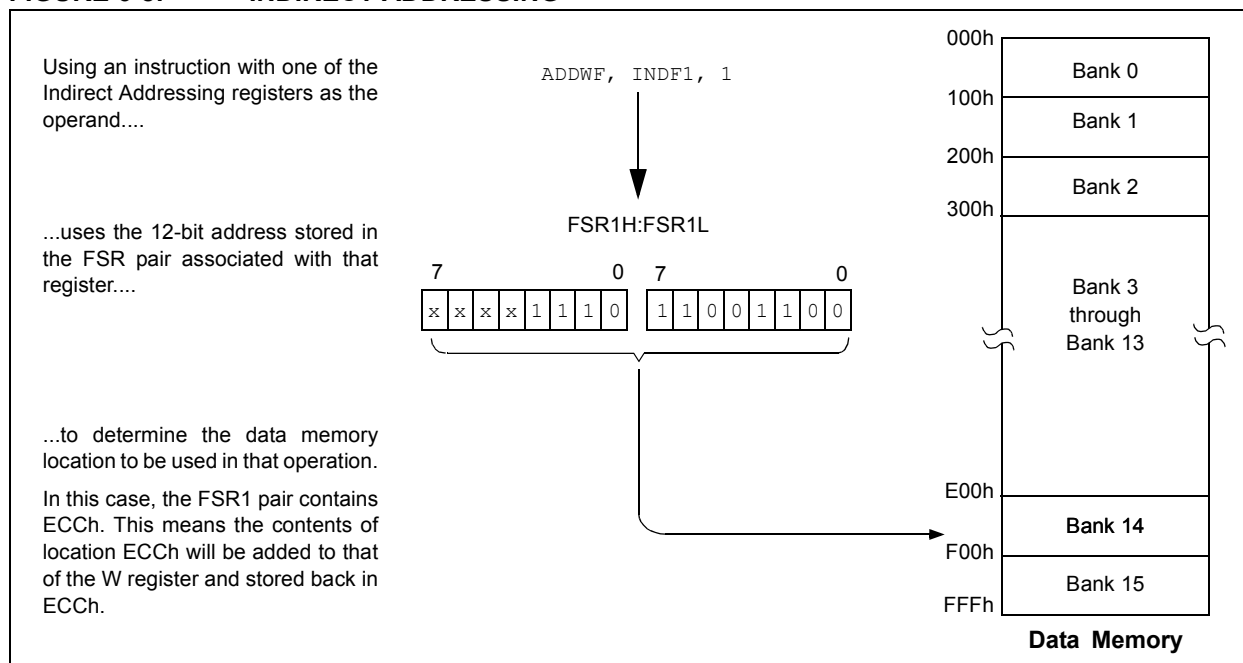 Using an instruction with one of the
Indirect Addressing registers as the
operand....
ADDWF, INDF1, 1
...uses the 12-bit address stored in
the FSR pair associated with that
register....
FSR1H:FSR1L
7 0 7 0
x x x x 1 1 1 0 1 1 0 0 1 1 0 0
...to determine the data memory
location to be used in that operation.
In this case, the FSR1 pair contains
ECCh. This means the contents of
location ECCh will be added to that
of the W register and stored back in
ECCh.
000h
Bank 0
100h
Bank 1
200h
Bank 2
300h
Bank 3
through
Bank 13
E00h
Bank 14
F00h
Bank 15
FFFh
Data Memory